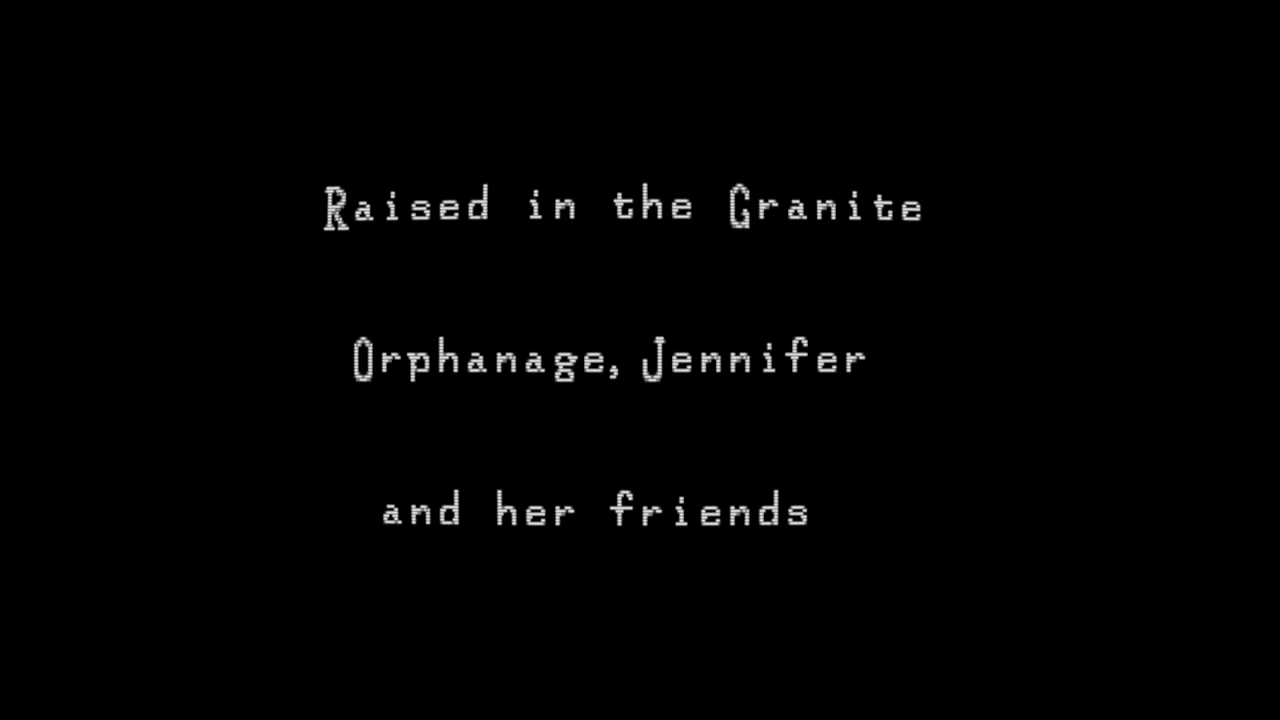 Raised in the Granite
Orphanage, Jennifer
and her friends